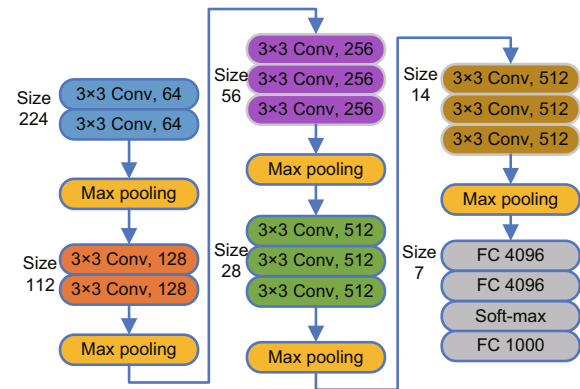 Size
224
3×3 Conv, 64
3×3 Conv, 64
Max pooling
Size
112
3×3 Conv, 128
3×3 Conv, 128
Max pooling
Size
56
3×3 Conv, 256
3×3 Conv, 256
3×3 Conv, 256
Max pooling
Size
28
3×3 Conv, 512
3×3 Conv, 512
3×3 Conv, 512
Max pooling
Size
14
3×3 Conv, 512
3×3 Conv, 512
3×3 Conv, 512
Max pooling
Size
7
FC 4096
FC 4096
Soft-max
FC 1000